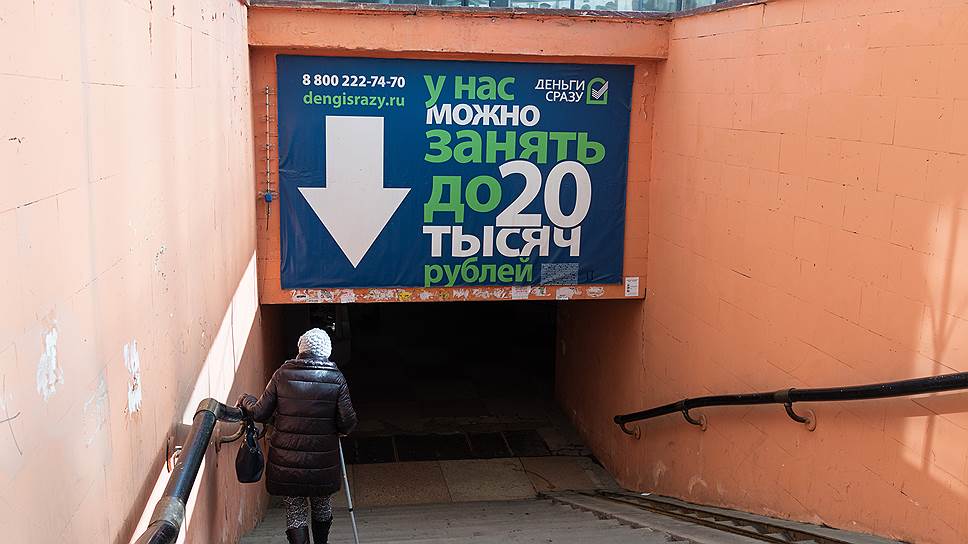 8 800 222-74-70
dengisrazy.ru
у нас
можно
занять
до 20
тысяч
рублей
ДЕНЬГИ
СРАЗУ